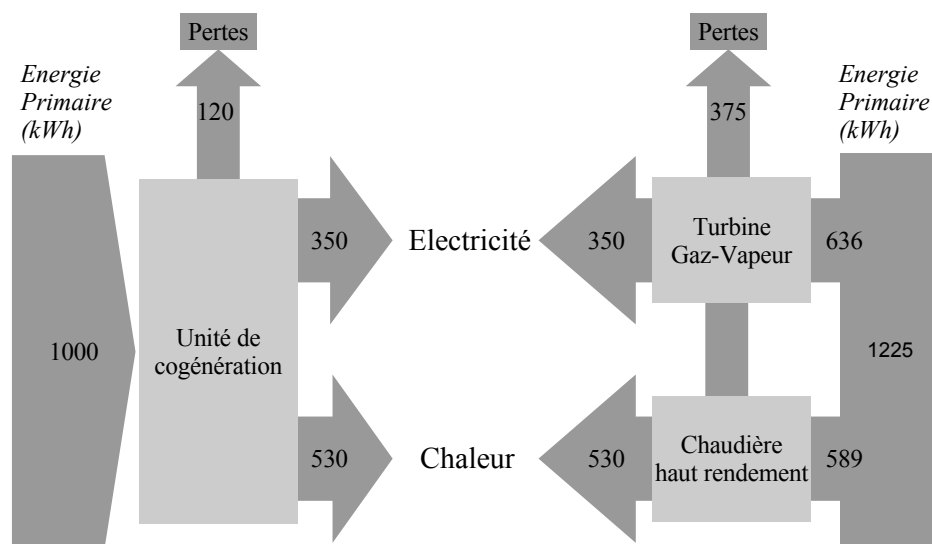 Pertes
Pertes
Energie
Primaire
(kWh)
Energie
Primaire
(kWh)
120
375
350
Electricité
350
Turbine
Gaz-Vapeur
636
1000
Unité de
cogénération
1225
530
Chaleur
530
Chaudière
haut rendement
589